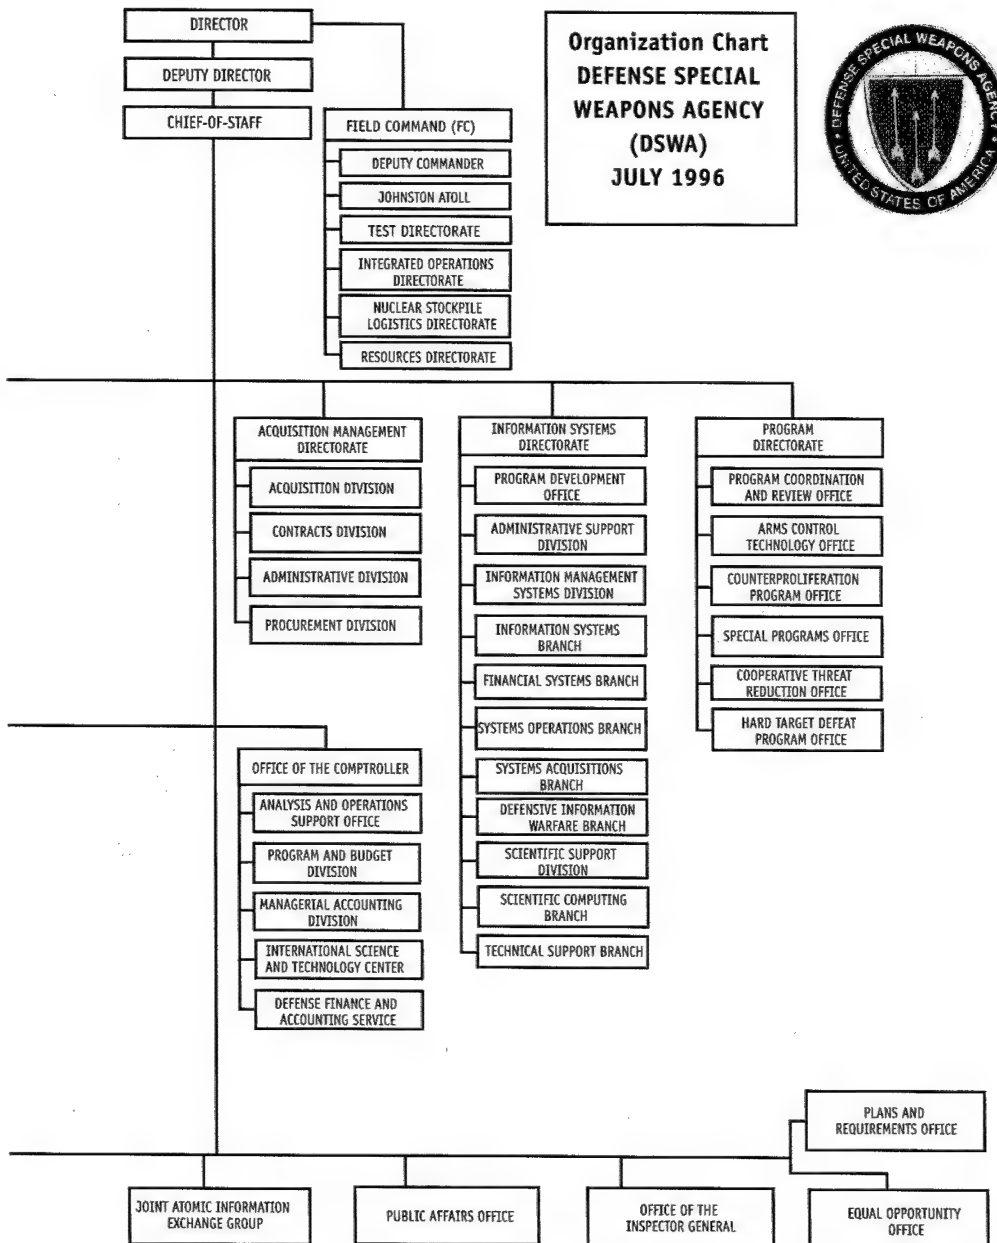 DIRECTOR
DEPUTY DIRECTOR
CHIEF-OF-STAFF
FIELD COMMAND (FC)
DEPUTY COMMANDER
JOHNSTON ATOLL
TEST DIRECTORATE
INTEGRATED OPERATIONS
DIRECTORATE
NUCLEAR STOCKPILE
LOGISTICS DIRECTORATE
RESOURCES DIRECTORATE
Organization Chart
DEFENSE SPECIAL
WEAPONS AGENCY
(DSWA)
JULY 1996
DEFENSE SPECIAL WEAPONS AGENCY
UNITED STATES OF AMERICA
ACQUISITION MANAGEMENT
DIRECTORATE
ACQUISITION DIVISION
CONTRACTS DIVISION
ADMINISTRATIVE DIVISION
PROCUREMENT DIVISION
INFORMATION SYSTEMS
DIRECTORATE
PROGRAM DEVELOPMENT
OFFICE
ADMINISTRATIVE SUPPORT
DIVISION
INFORMATION MANAGEMENT
SYSTEMS DIVISION
INFORMATION SYSTEMS
BRANCH
FINANCIAL SYSTEMS BRANCH
SYSTEMS OPERATIONS BRANCH
SYSTEMS ACQUISITIONS
BRANCH
DEFENSIVE INFORMATION
WARFARE BRANCH
SCIENTIFIC SUPPORT
DIVISION
SCIENTIFIC COMPUTING
BRANCH
TECHNICAL SUPPORT BRANCH
PROGRAM
DIRECTORATE
PROGRAM COORDINATION
AND REVIEW OFFICE
ARMS CONTROL
TECHNOLOGY OFFICE
COUNTERPROLIFERATION
PROGRAM OFFICE
SPECIAL PROGRAMS OFFICE
COOPERATIVE THREAT
REDUCTION OFFICE
HARD TARGET DEFEAT
PROGRAM OFFICE
OFFICE OF THE COMPTROLLER
ANALYSIS AND OPERATIONS
SUPPORT OFFICE
PROGRAM AND BUDGET
DIVISION
MANAGERIAL ACCOUNTING
DIVISION
INTERNATIONAL SCIENCE
AND TECHNOLOGY CENTER
DEFENSE FINANCE AND
ACCOUNTING SERVICE
PLANS AND
REQUIREMENTS OFFICE
JOINT ATOMIC INFORMATION
EXCHANGE GROUP
PUBLIC AFFAIRS OFFICE
OFFICE OF THE
INSPECTOR GENERAL
EQUAL OPPORTUNITY
OFFICE